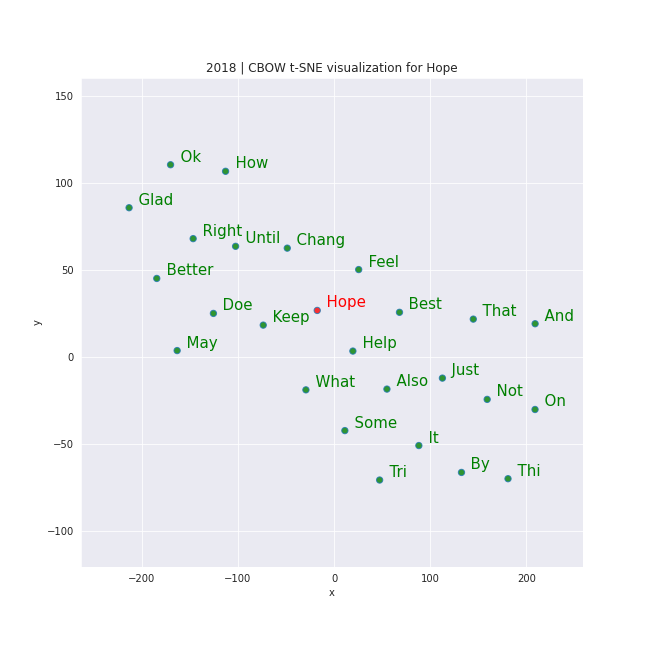 2018 | CBOW t-SNE visualization for Hope
150
100
50
0
−50
−100
y
Ok
How
Glad
Right
Until
Chang
Feel
Better
Doe
Keep
Hope
Best
That
And
May
Help
What
Also
Just
Not
On
Some
It
Tri
By
Thi
−200
−100
0
100
200
x